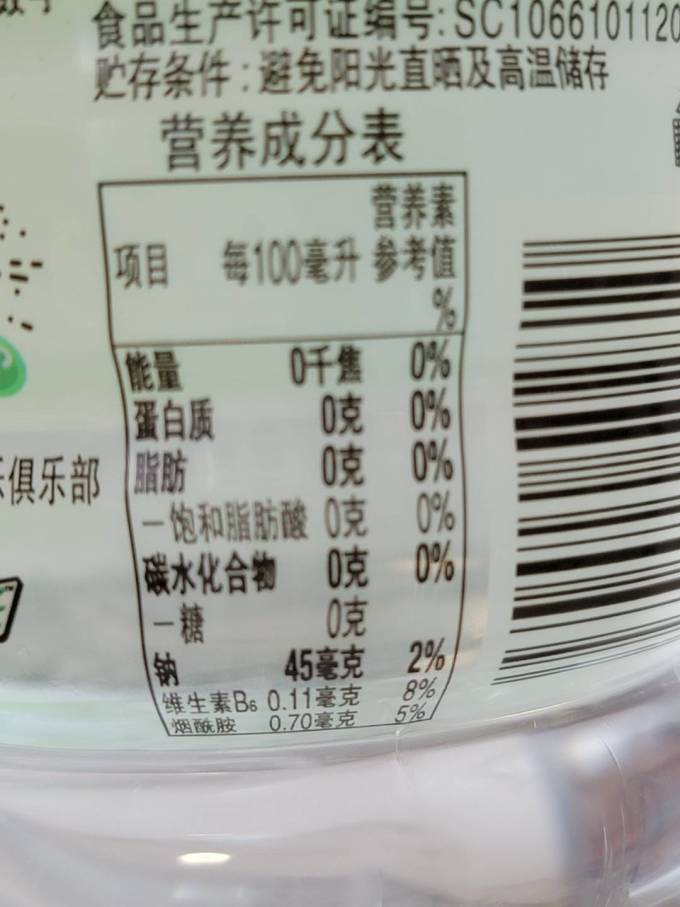 食品生产许可证编号:SC1066101120
贮存条件:避免阳光直晒及高温储存
营养成分表
项目 每100毫升 营养素参考值%
能量 0千焦 0%
蛋白质 0克 0%
脂肪 0克 0%
—饱和脂肪酸 0克 0%
碳水化合物 0克 0%
—糖 0克
钠 45毫克 2%
维生素B₆ 0.11毫克 8%
烟酰胺 0.70毫克 5%
俱乐部